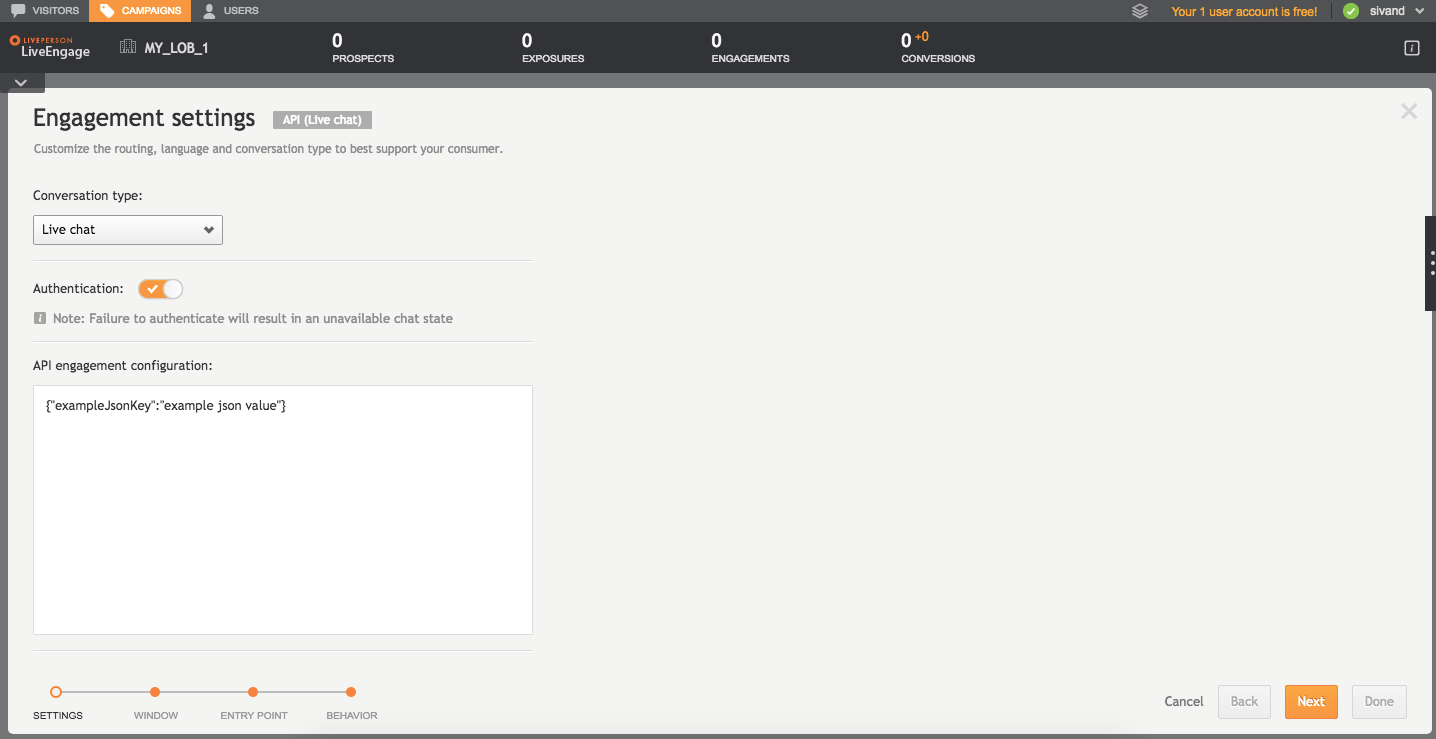 VISITORS CAMPAIGNS USERS Your 1 user account is free! sivand
LIVEPERSON
LiveEngage MY_LOB_1
0 0 0 0 +0
PROSPECTS EXPOSURES ENGAGEMENTS CONVERSIONS
Engagement settings API (Live chat)
Customize the routing, language and conversation type to best support your consumer.
Conversation type:
Live chat
Authentication:
Note: Failure to authenticate will result in an unavailable chat state
API engagement configuration:
{"exampleJsonKey":"example json value"}
Cancel Back Next Done
SETTINGS WINDOW ENTRY POINT BEHAVIOR